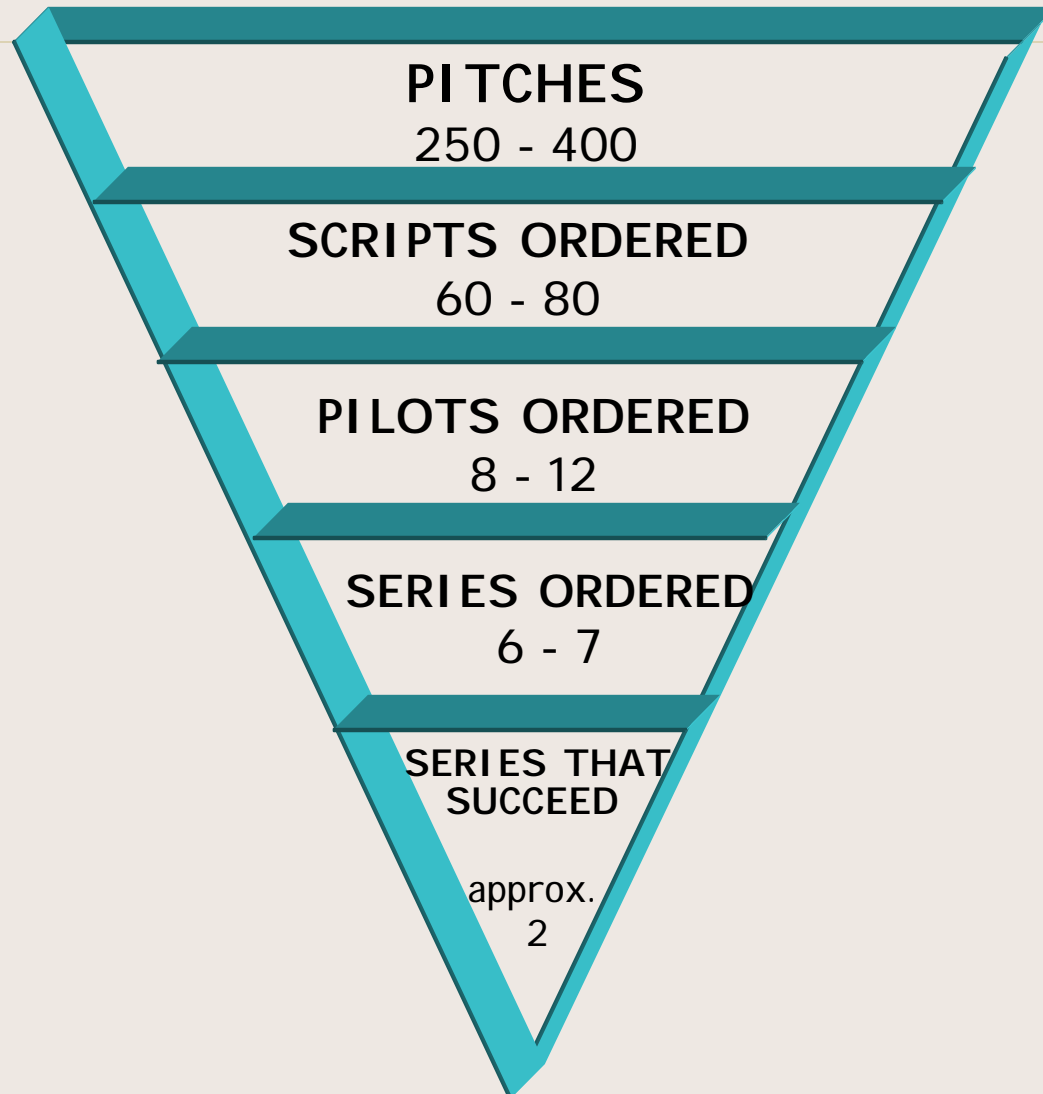 PITCHES
250 - 400
SCRIPTS ORDERED
60 - 80
PILOTS ORDERED
8 - 12
SERIES ORDERED
6 - 7
SERIES THAT
SUCCEED
approx.
2